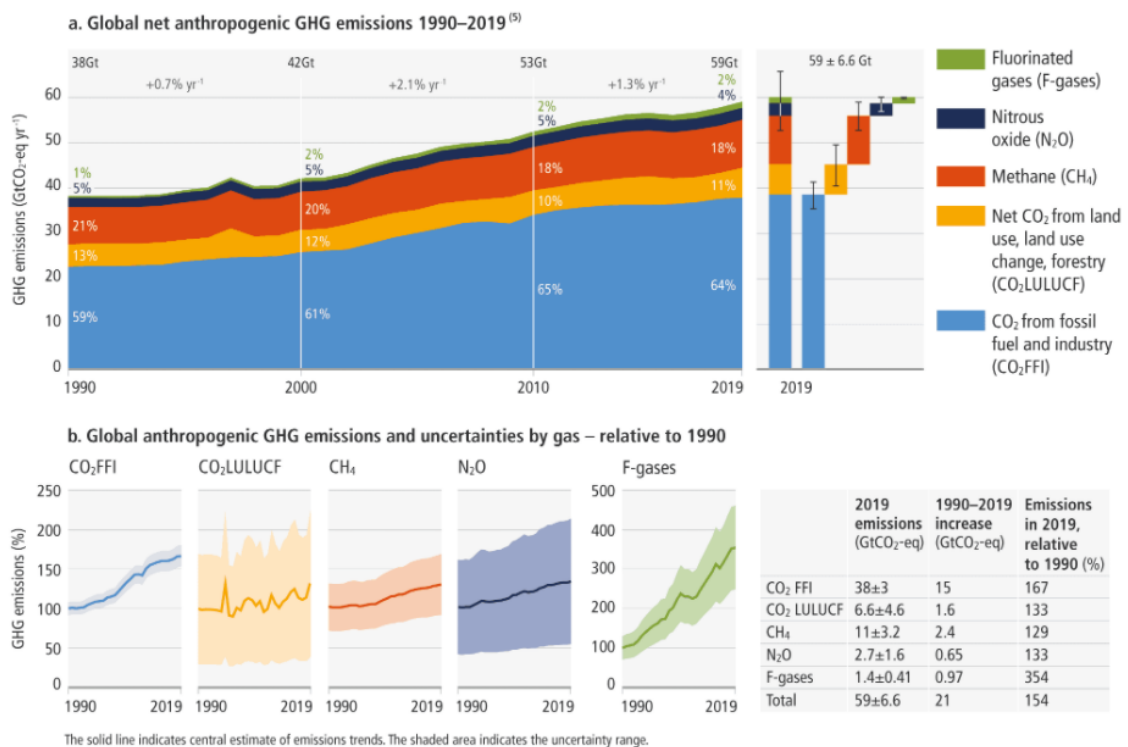 a. Global net anthropogenic GHG emissions 1990–2019 (5)
38Gt
42Gt
53Gt
59Gt
+0.7% yr⁻¹
+2.1% yr⁻¹
+1.3% yr⁻¹
GHG emissions (GtCO₂-eq yr⁻¹)
60
50
40
30
20
10
0
1%
5%
21%
13%
59%
2%
5%
20%
12%
61%
2%
5%
18%
10%
65%
2%
4%
18%
11%
64%
1990
2000
2010
2019
59 ± 6.6 Gt
2019
Fluorinated
gases (F-gases)
Nitrous
oxide (N₂O)
Methane (CH₄)
Net CO₂ from land
use, land use
change, forestry
(CO₂LULUCF)
CO₂ from fossil
fuel and industry
(CO₂FFI)
b. Global anthropogenic GHG emissions and uncertainties by gas – relative to 1990
CO₂FFI
CO₂LULUCF
CH₄
N₂O
F-gases
GHG emissions (%)
250
200
150
100
50
0
500
400
300
200
100
0
1990 2019
1990 2019
1990 2019
1990 2019
1990 2019
2019 emissions (GtCO₂-eq) 1990–2019 increase (GtCO₂-eq) Emissions in 2019, relative to 1990 (%)
CO₂ FFI 38±3 15 167
CO₂ LULUCF 6.6±4.6 1.6 133
CH₄ 11±3.2 2.4 129
N₂O 2.7±1.6 0.65 133
F-gases 1.4±0.41 0.97 354
Total 59±6.6 21 154
The solid line indicates central estimate of emissions trends. The shaded area indicates the uncertainty range.